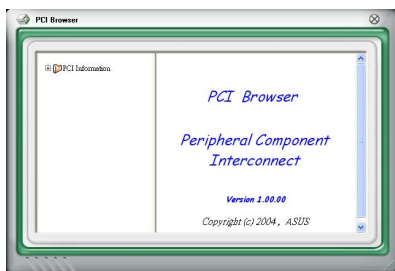 PCI Browser
PCI Information
PCI Browser
Peripheral Component
Interconnect
Version 1.00.00
Copyright (c) 2004, ASUS